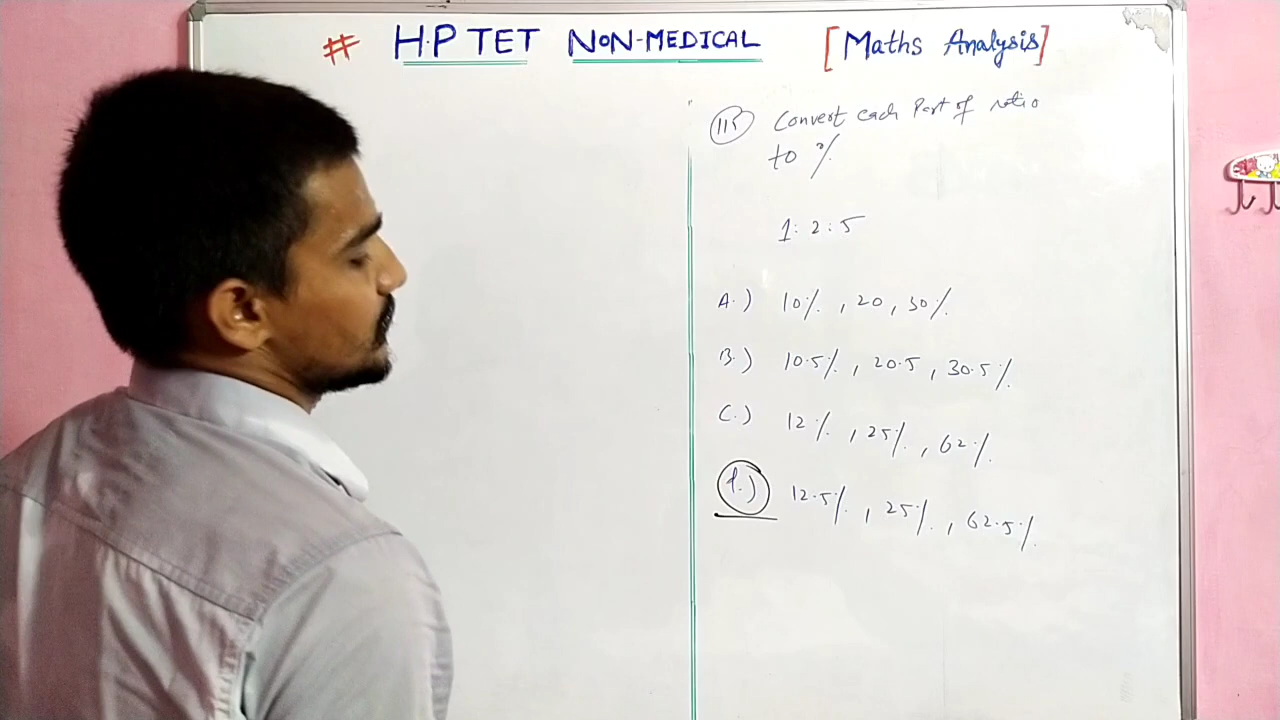 # H.P TET NON-MEDICAL [Maths Analysis]
115 Convert each Part of ratio
to %
1 : 2 : 5
A.) 10% , 20 , 30%
B.) 10.5% , 20.5 , 30.5%
C.) 12% , 25% , 62%
12.5% , 25% , 62.5%